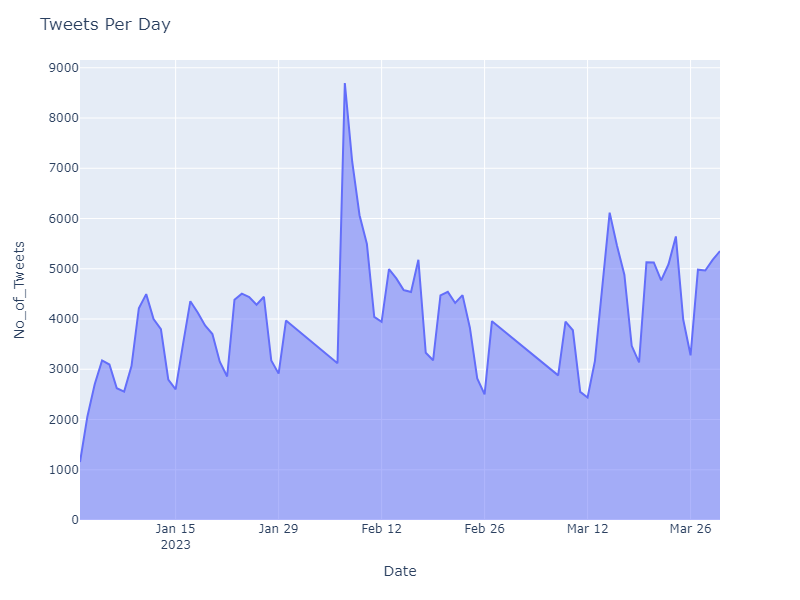 Tweets Per Day
9000
8000
7000
6000
5000
4000
3000
2000
1000
0
No_of_Tweets
Jan 15
2023
Jan 29
Feb 12
Feb 26
Mar 12
Mar 26
Date